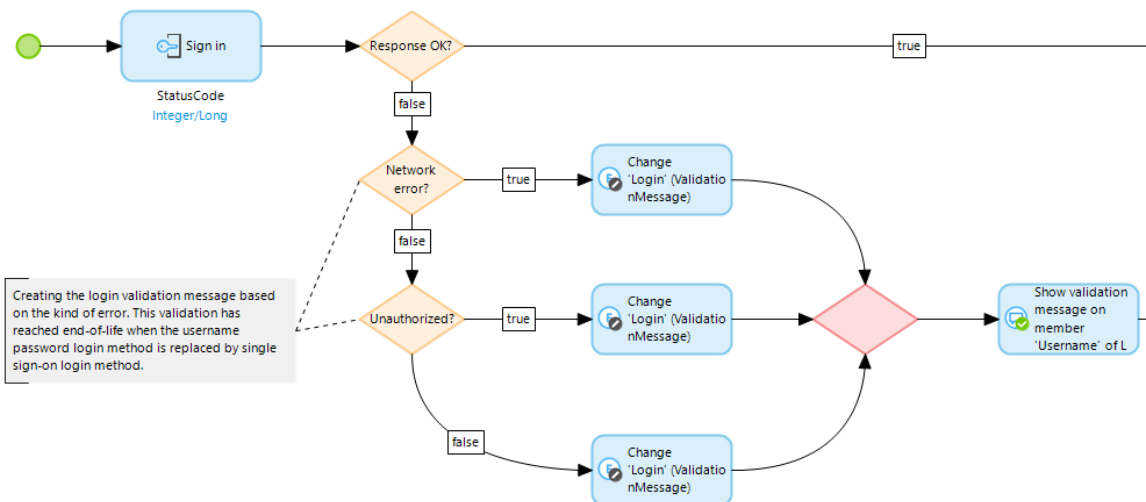 Sign in
StatusCode
Integer/Long
Response OK?
true
false
Network
error?
true
Change
'Login' (Validatio
nMessage)
false
Creating the login validation message based
on the kind of error. This validation has
reached end-of-life when the username
password login method is replaced by single
sign-on login method.
Unauthorized?
true
Change
'Login' (Validatio
nMessage)
Show validation
message on
member
'Username' of L
false
Change
'Login' (Validatio
nMessage)